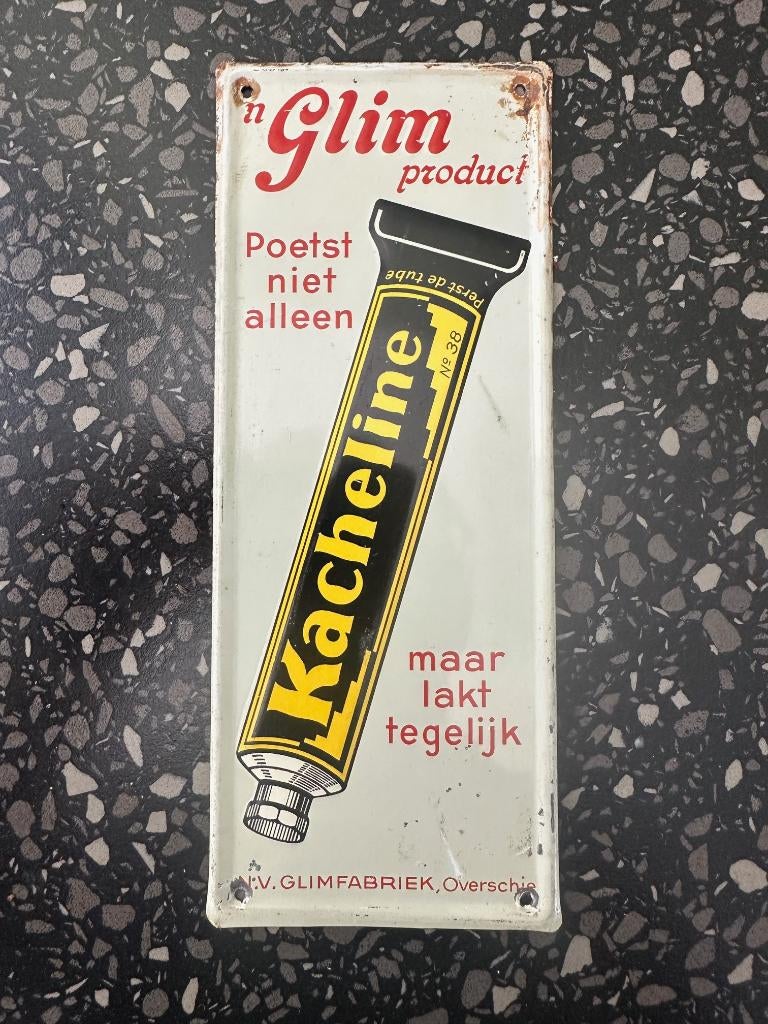 'n Glim
product
Poetst
niet
alleen
Perst de tube
Kacheline
Nº 38
maar
lakt
tegelijk
N.V. GLIMFABRIEK, Overschie